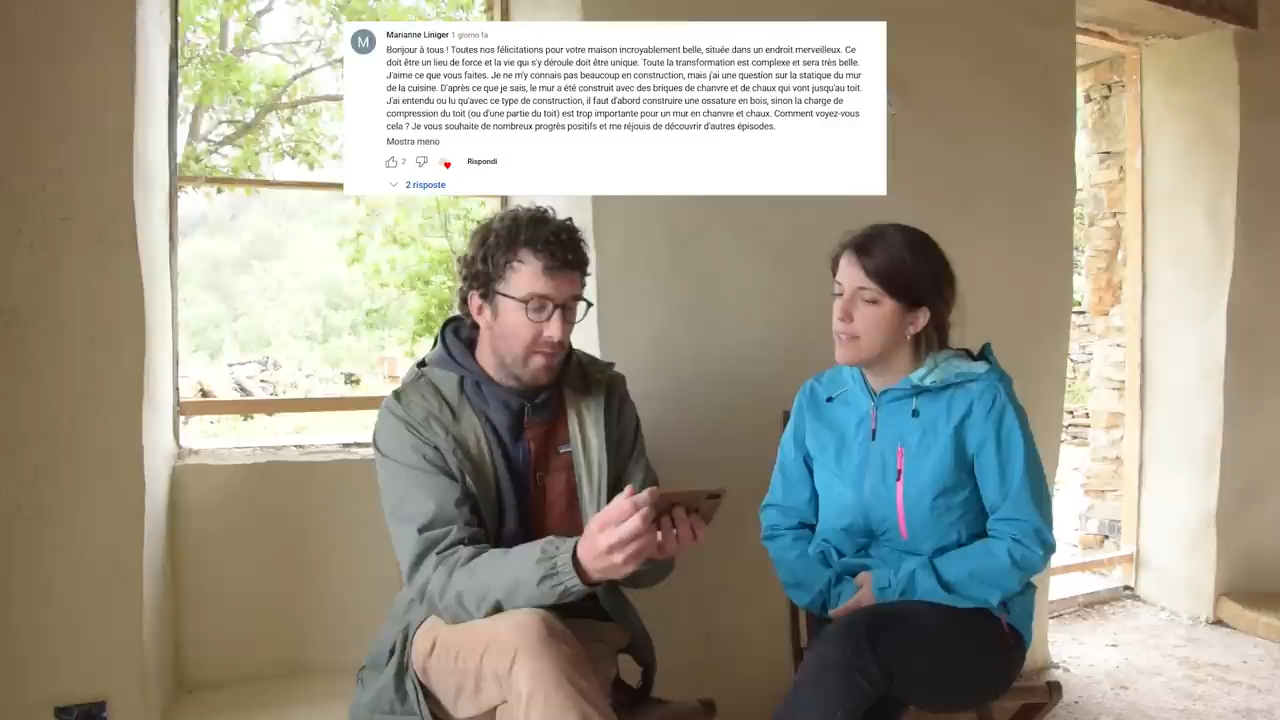 M
Marianne Liniger 1 giorno fa
Bonjour à tous ! Toutes nos félicitations pour votre maison incroyablement belle, située dans un endroit merveilleux. Ce
doit être un lieu de force et la vie qui s'y déroule doit être unique. Toute la transformation est complexe et sera très belle.
J'aime ce que vous faites. Je ne m'y connais pas beaucoup en construction, mais j'ai une question sur la statique du mur
de la cuisine. D'après ce que je sais, le mur a été construit avec des briques de chanvre et de chaux qui vont jusqu'au toit.
J'ai entendu ou lu qu'avec ce type de construction, il faut d'abord construire une ossature en bois, sinon la charge de
compression du toit (ou d'une partie du toit) est trop importante pour un mur en chanvre et chaux. Comment voyez-vous
cela ? Je vous souhaite de nombreux progrès positifs et me réjouis de découvrir d'autres épisodes.
Mostra meno
2 Rispondi
2 risposte